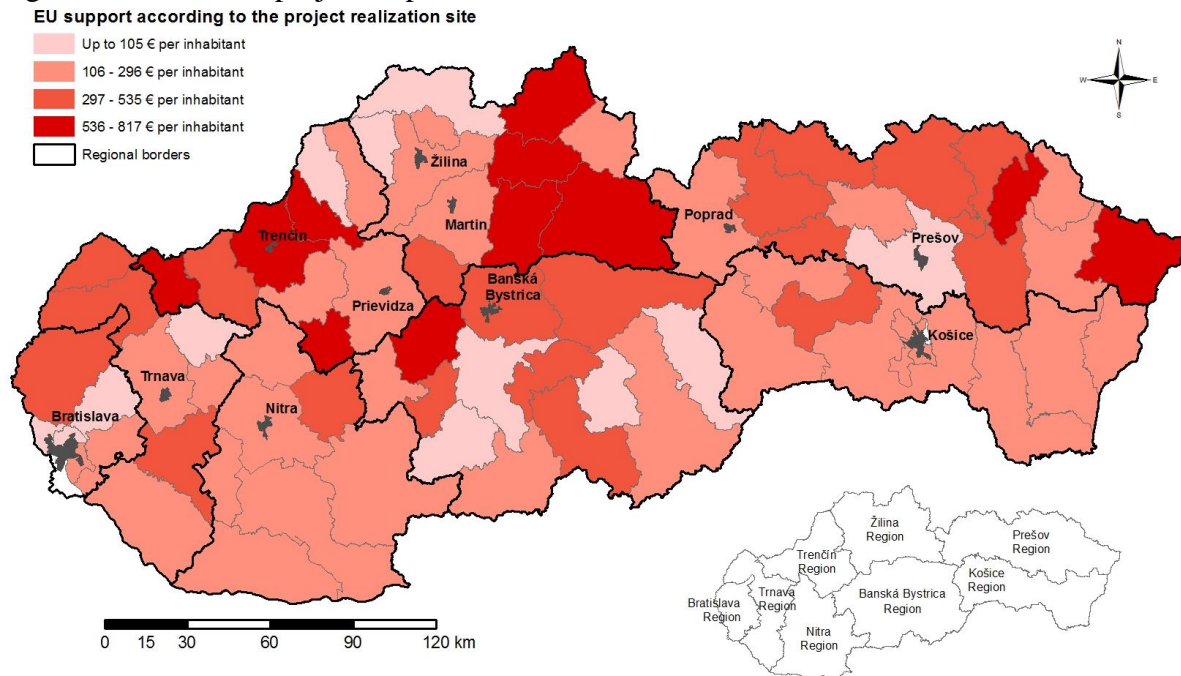 EU support according to the project realization site
Up to 105 € per inhabitant
106 - 296 € per inhabitant
297 - 535 € per inhabitant
536 - 817 € per inhabitant
Regional borders
N
W
E
S
Žilina
Martin
Trenčín
Poprad
Prešov
Prievidza
Banská
Bystrica
Košice
Trnava
Nitra
Bratislava
0 15 30 60 90 120 km
Žilina
Region
Prešov
Region
Trenčín
Region
Košice
Region
Banská Bystrica
Region
Trnava
Region
Bratislava
Region
Nitra
Region